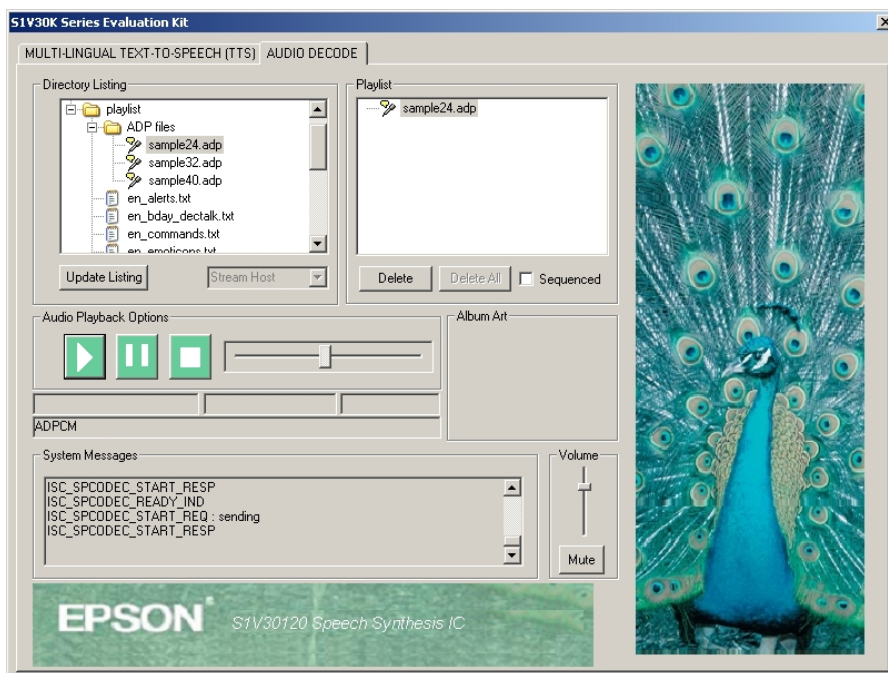 S1V30K Series Evaluation Kit
MULTI-LINGUAL TEXT-TO-SPEECH (TTS) AUDIO DECODE
Directory Listing
playlist
ADP files
sample24.adp
sample32.adp
sample40.adp
en_alerts.txt
en_bday_dectalk.txt
en_commands.txt
en_emoticons.txt
Update Listing
Stream Host
Playlist
sample24.adp
Delete
Delete All
Sequenced
Audio Playback Options
Album Art
ADPCM
System Messages
ISC_SPCODEC_START_RESP
ISC_SPCODEC_READY_IND
ISC_SPCODEC_START_REQ : sending
ISC_SPCODEC_START_RESP
Volume
Mute
EPSON
S1V30120 Speech Synthesis IC